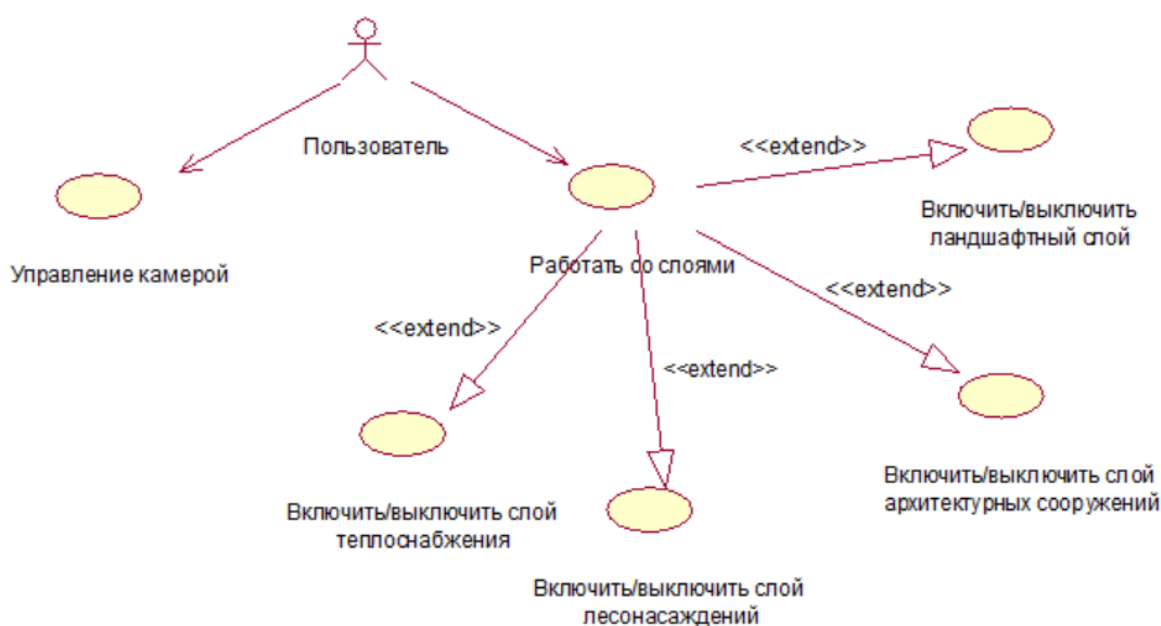 Пользователь
<<extend>>
Включить/выключить
ландшафтный слой
Управление камерой
Работать со слоями
<<extend>>
<<extend>>
<<extend>>
Включить/выключить слой
архитектурных сооружений
Включить/выключить слой
теплоснабжения
Включить/выключить слой
лесонасаждений